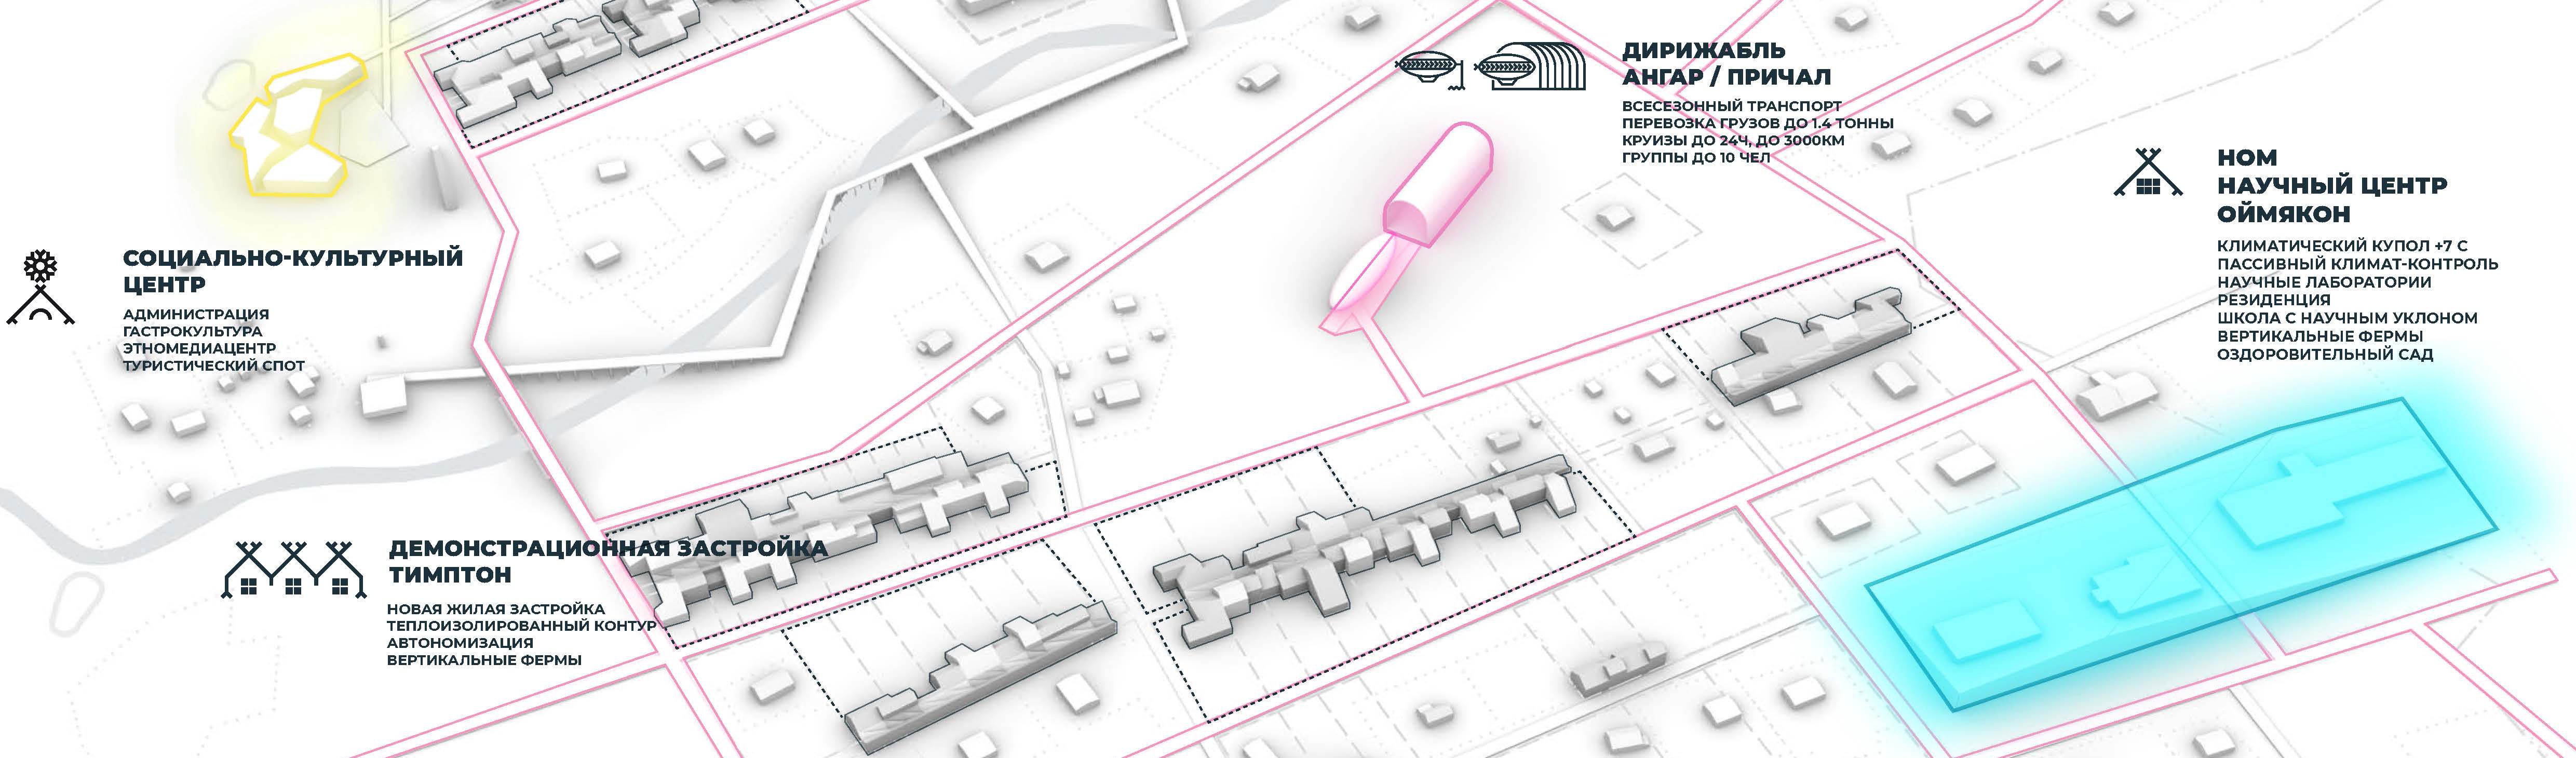 ДИРИЖАБЛЬ
АНГАР / ПРИЧАЛ
ВСЕСЕЗОННЫЙ ТРАНСПОРТ
ПЕРЕВОЗКА ГРУЗОВ ДО 1.4 ТОННЫ
КРУИЗЫ ДО 24Ч, ДО 3000КМ
ГРУППЫ ДО 10 ЧЕЛ
НОМ
НАУЧНЫЙ ЦЕНТР
ОЙМЯКОН
КЛИМАТИЧЕСКИЙ КУПОЛ +7 С
ПАССИВНЫЙ КЛИМАТ-КОНТРОЛЬ
НАУЧНЫЕ ЛАБОРАТОРИИ
РЕЗИДЕНЦИЯ
ШКОЛА С НАУЧНЫМ УКЛОНОМ
ВЕРТИКАЛЬНЫЕ ФЕРМЫ
ОЗДОРОВИТЕЛЬНЫЙ САД
СОЦИАЛЬНО-КУЛЬТУРНЫЙ
ЦЕНТР
АДМИНИСТРАЦИЯ
ГАСТРОКУЛЬТУРА
ЭТНОМЕДИАЦЕНТР
ТУРИСТИЧЕСКИЙ СПОТ
ДЕМОНСТРАЦИОННАЯ ЗАСТРОЙКА
ТИМПТОН
НОВАЯ ЖИЛАЯ ЗАСТРОЙКА
ТЕПЛОИЗОЛИРОВАННЫЙ КОНТУР
АВТОНОМИЗАЦИЯ
ВЕРТИКАЛЬНЫЕ ФЕРМЫ